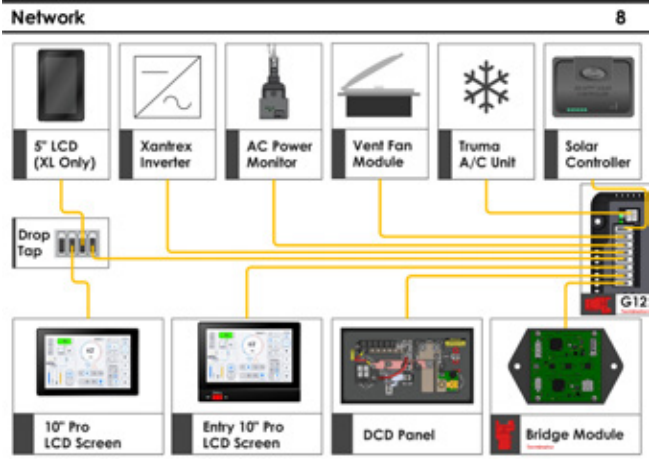 Network 8
5" LCD
(XL Only)
Xantrex
Inverter
AC Power
Monitor
Vent Fan
Module
Truma
A/C Unit
Solar
Controller
Drop
Tap
G12
10" Pro
LCD Screen
Entry 10" Pro
LCD Screen
DCD Panel
Bridge Module